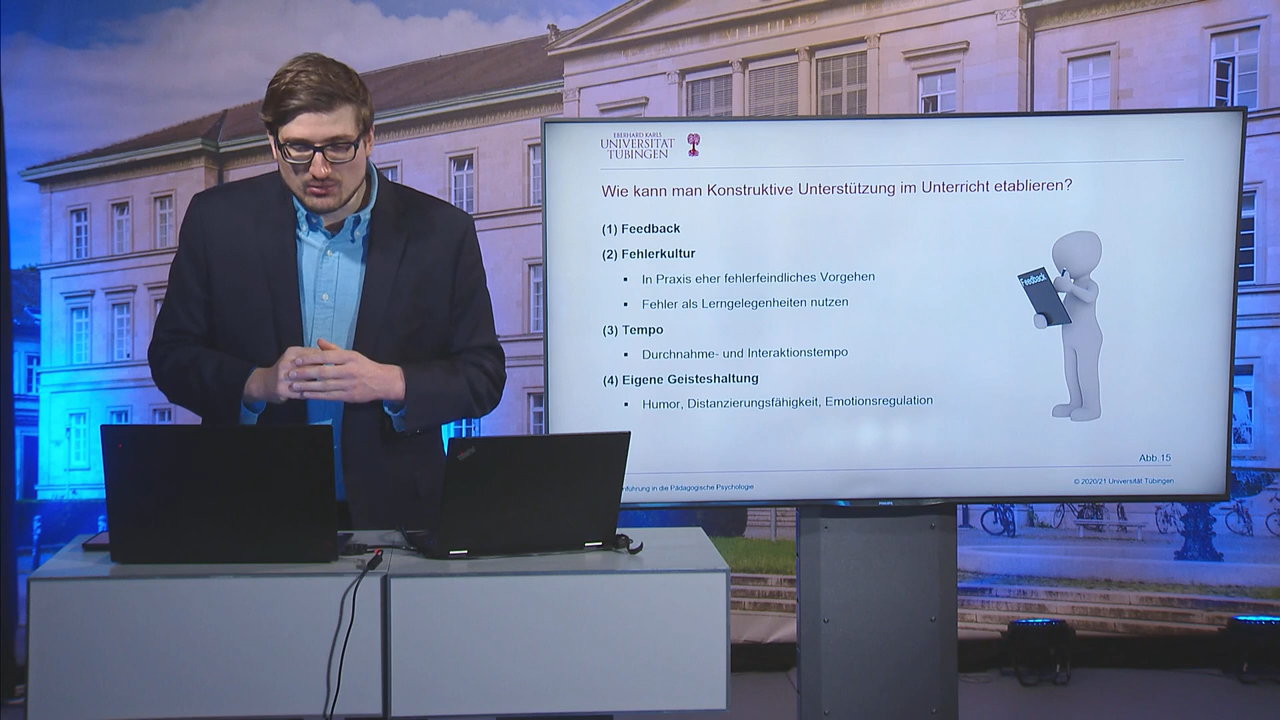 EBERHARD KARLS
UNIVERSITÄT
TÜBINGEN
Wie kann man Konstruktive Unterstützung im Unterricht etablieren?
(1) Feedback
(2) Fehlerkultur
▪ In Praxis eher fehlerfeindliches Vorgehen
▪ Fehler als Lerngelegenheiten nutzen
(3) Tempo
▪ Durchnahme- und Interaktionstempo
(4) Eigene Geisteshaltung
▪ Humor, Distanzierungsfähigkeit, Emotionsregulation
Feedback
Abb.15
nführung in die Pädagogische Psychologie
© 2020/21 Universität Tübingen
PHILIPS